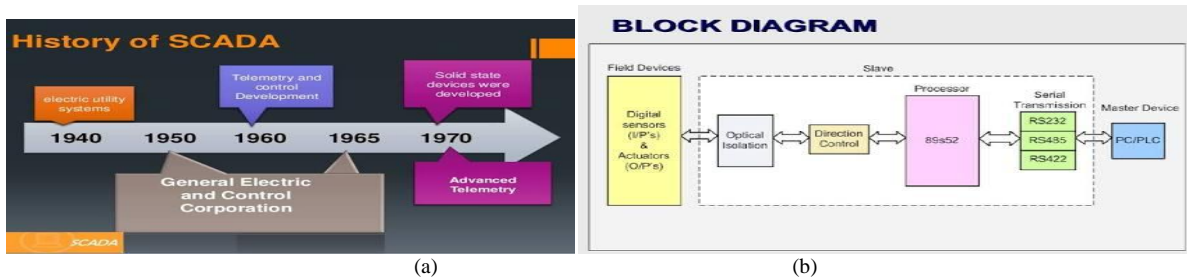 History of SCADA
electric utility
systems
Telemetry and
control
Development
Solid state
devices were
developed
1940 1950 1960 1965 1970
General Electric
and Control
Corporation
Advanced
Telemetry
SCADA
(a)
BLOCK DIAGRAM
Field Devices
Digital
sensors
(I/P's)
&
Actuators
(O/P's)
Slave
Optical
Isolation
Direction
Control
Processor
89s52
Serial
Transmission
RS232
RS485
RS422
Master Device
PC/PLC
(b)